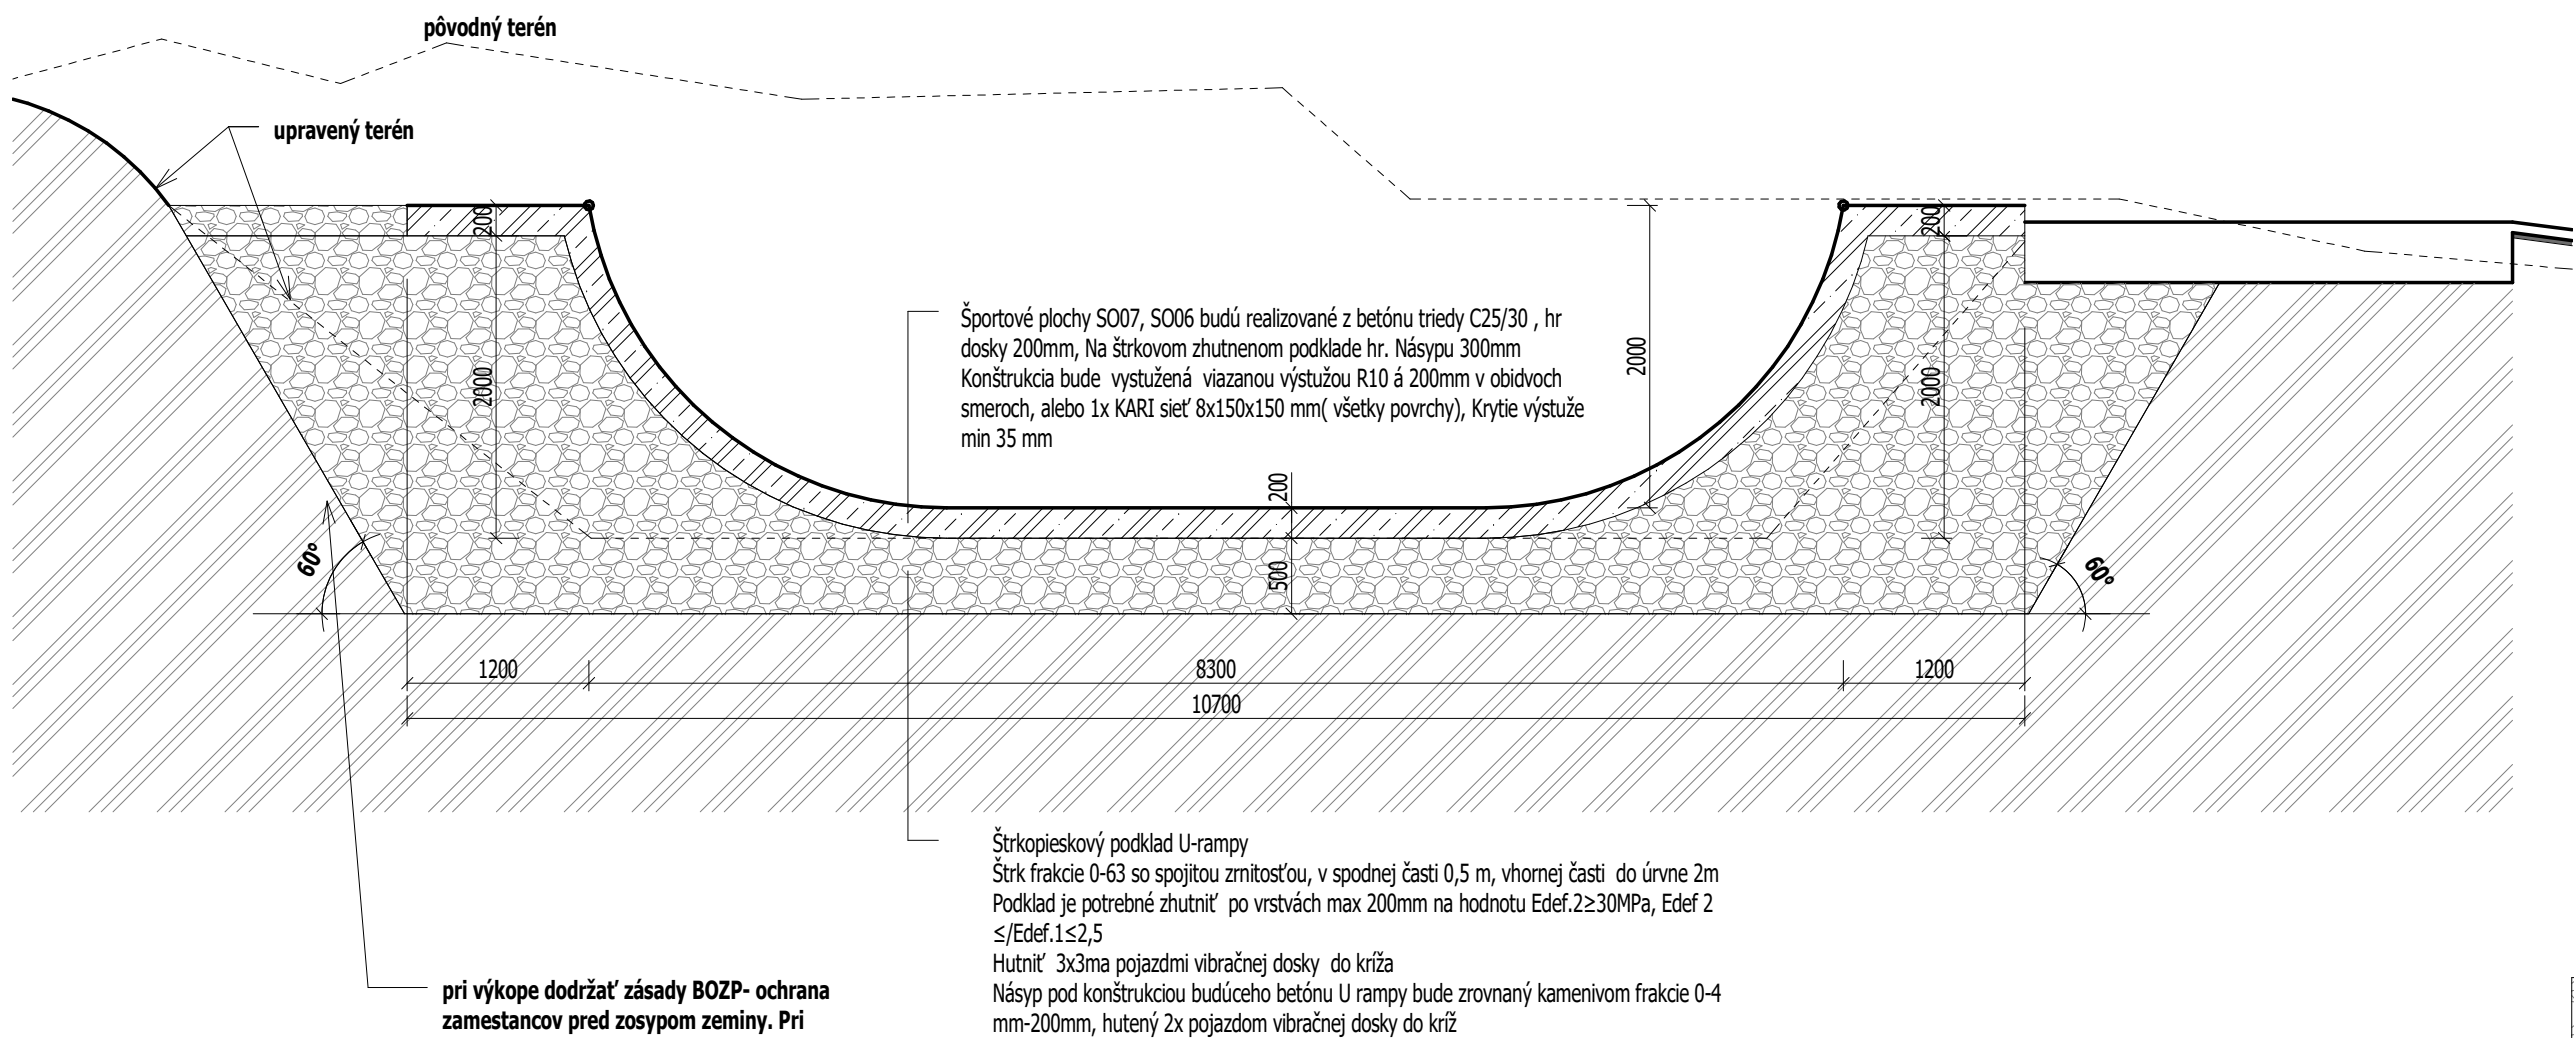 pôvodný terén
upravený terén
200
200
Športové plochy SO07, SO06 budú realizované z betónu triedy C25/30 , hr
dosky 200mm, Na štrkovom zhutnenom podklade hr. Násypu 300mm
Konštrukcia bude vystužená viazanou výstužou R10 á 200mm v obidvoch
smeroch, alebo 1x KARI sieť 8x150x150 mm( všetky povrchy), Krytie výstuže
min 35 mm
2000
2000
2000
200
500
60°
60°
1200
8300
1200
10700
Štrkopieskový podklad U-rampy
Štrk frakcie 0-63 so spojitou zrnitosťou, v spodnej časti 0,5 m, vhornej časti do úrvne 2m
Podklad je potrebné zhutniť po vrstvách max 200mm na hodnotu Edef.2≥30MPa, Edef 2
≤/Edef.1≤2,5
Hutniť 3x3ma pojazdmi vibračnej dosky do kríža
Násyp pod konštrukciou budúceho betónu U rampy bude zrovnaný kamenivom frakcie 0-4
mm-200mm, hutený 2x pojazdom vibračnej dosky do kríž
pri výkope dodržať zásady BOZP- ochrana
zamestancov pred zosypom zeminy. Pri